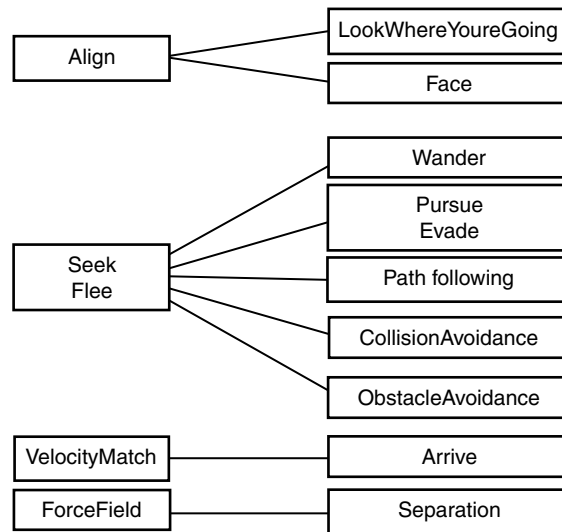 Align
LookWhereYoureGoing
Face
Seek
Flee
Wander
Pursue
Evade
Path following
CollisionAvoidance
ObstacleAvoidance
VelocityMatch
Arrive
ForceField
Separation